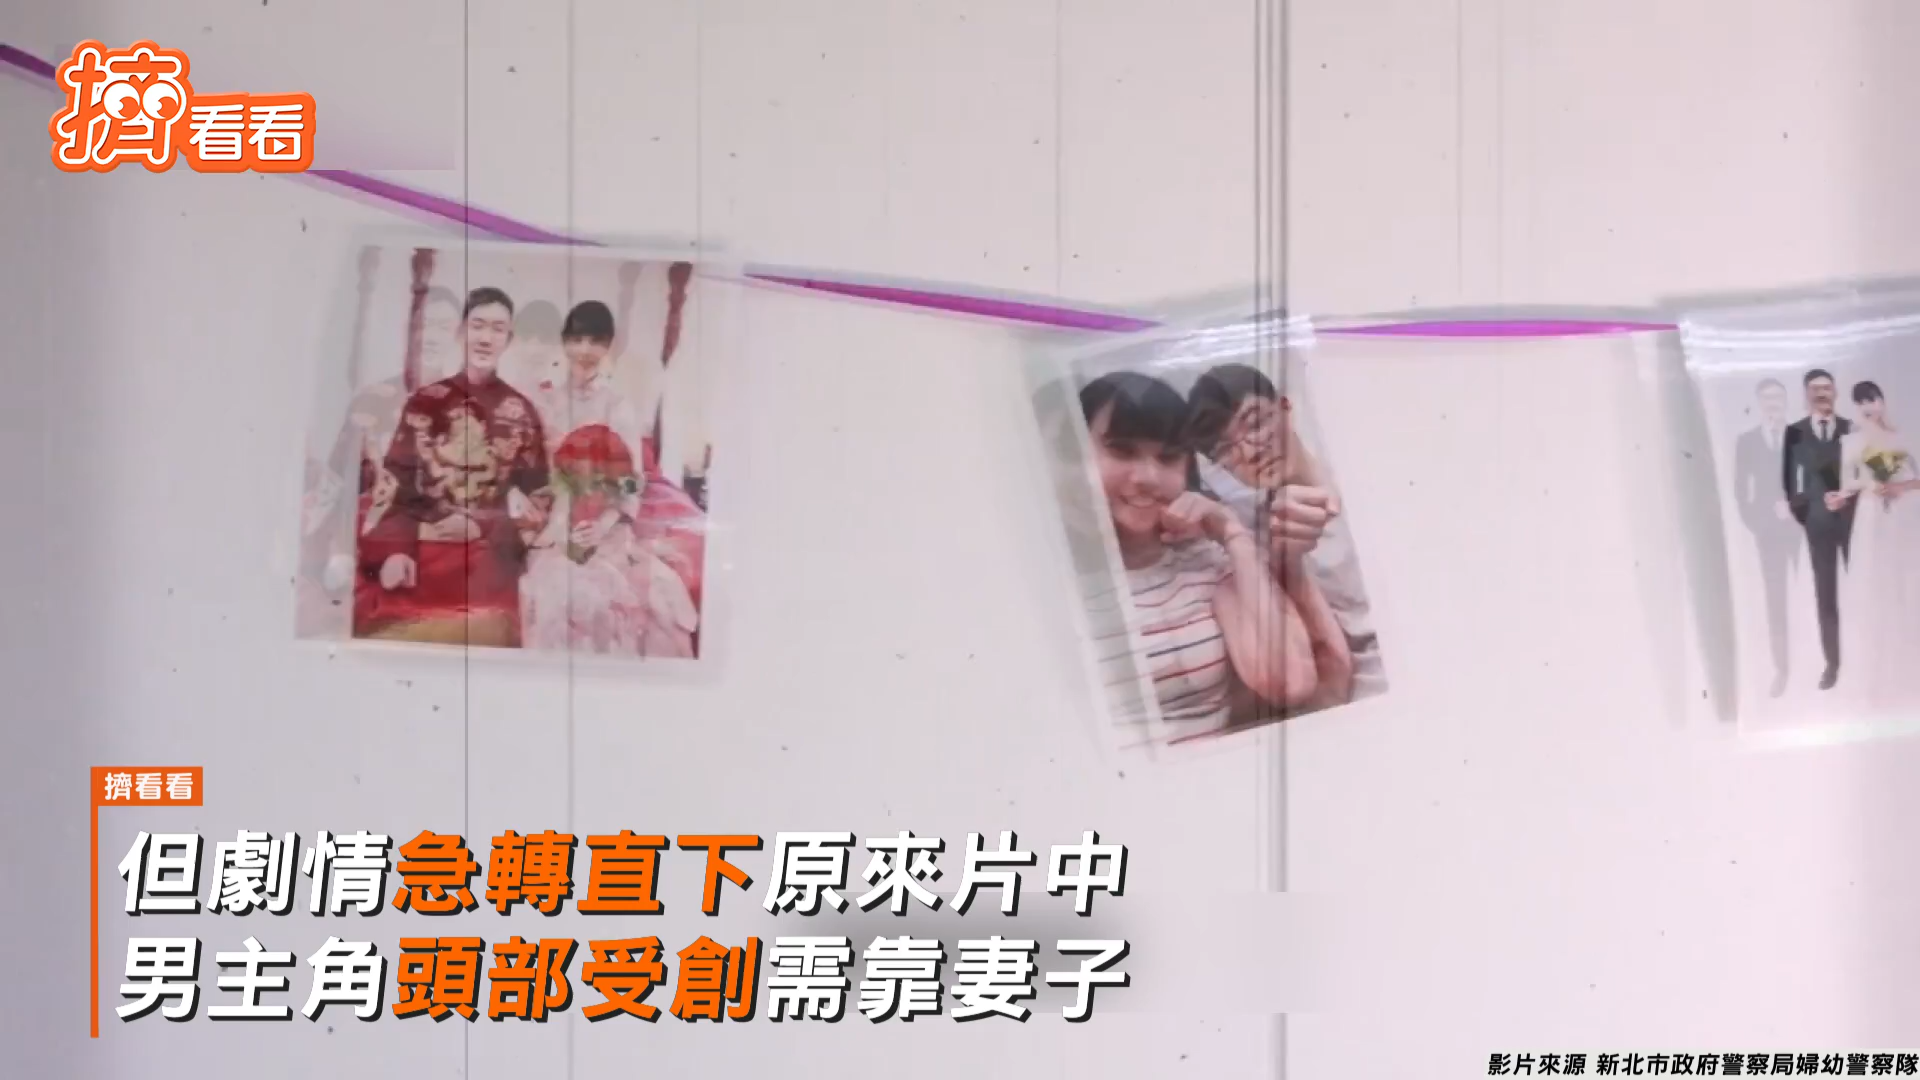 擠看看
擠看看
但劇情急轉直下原來片中
男主角頭部受創需靠妻子
影片來源 新北市政府警察局婦幼警察隊